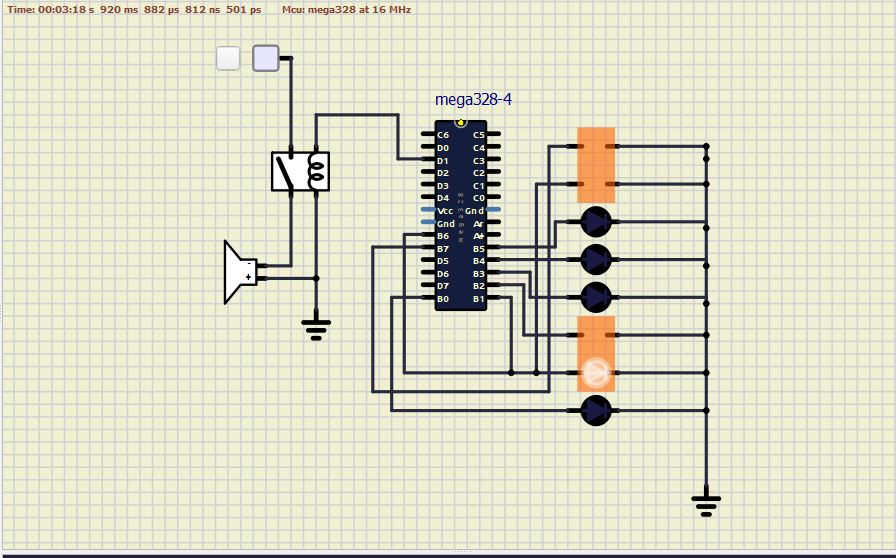 Time: 00:03:18 s 920 ms 882 µs 812 ns 501 ps Mcu: mega328 at 16 MHz
mega328-4
C6 C5
D0 C4
D1 C3
D2 C2
D3 C1
D4 C0
Vcc Gnd
Gnd Ar
B6 A+
B7 B5
D5 B4
D6 B3
D7 B2
B0 B1
mega328
-
+